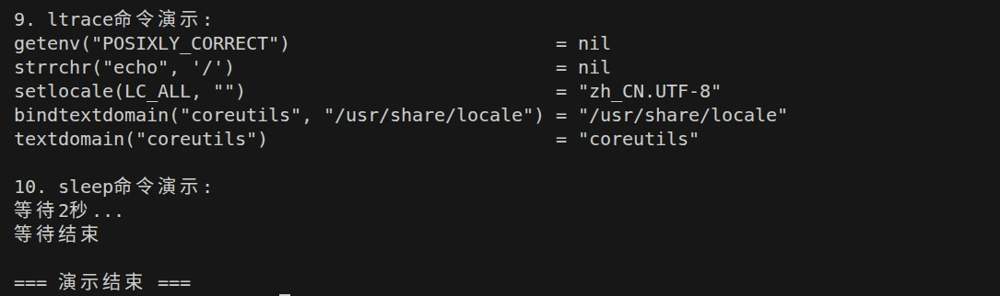 9. ltrace命令演示:
getenv("POSIXLY_CORRECT")                        = nil
strrchr("echo", '/')                             = nil
setlocale(LC_ALL, "")                            = "zh_CN.UTF-8"
bindtextdomain("coreutils", "/usr/share/locale") = "/usr/share/locale"
textdomain("coreutils")                          = "coreutils"
10. sleep命令演示:
等待2秒...
等待结束
=== 演示结束 ===